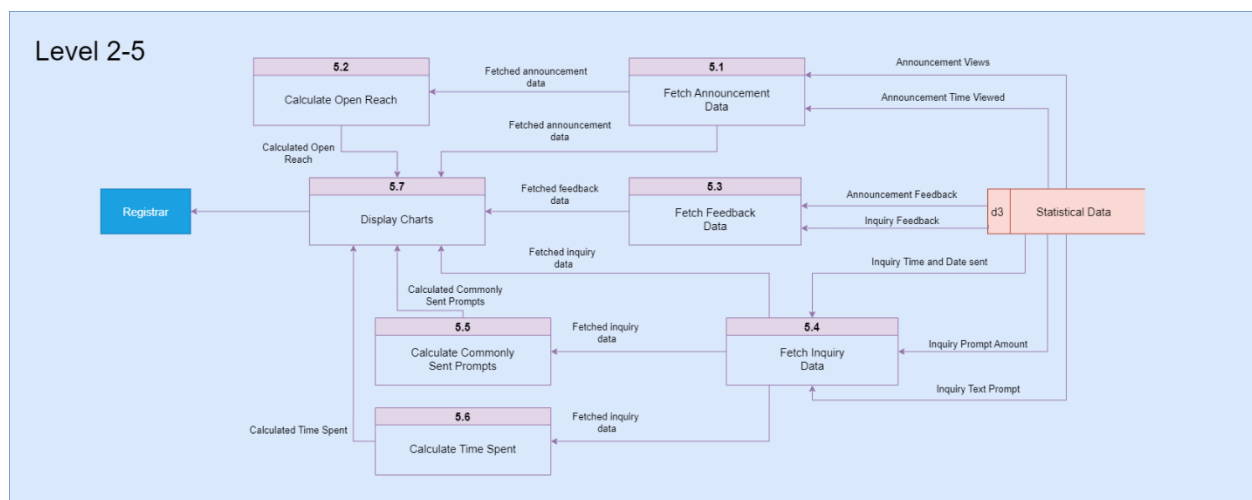 Level 2-5
5.2
Calculate Open Reach
Fetched announcement
data
5.1
Fetch Announcement
Data
Announcement Views
Announcement Time Viewed
Fetched announcement
data
Calculated Open
Reach
Registrar
5.7
Display Charts
Fetched feedback
data
5.3
Fetch Feedback
Data
Announcement Feedback
Inquiry Feedback
d3
Statistical Data
Fetched inquiry
data
Inquiry Time and Date sent
Calculated Commonly
Sent Prompts
5.5
Calculate Commonly
Sent Prompts
Fetched inquiry
data
5.4
Fetch Inquiry
Data
Inquiry Prompt Amount
Inquiry Text Prompt
Calculated Time Spent
5.6
Calculate Time Spent
Fetched inquiry
data